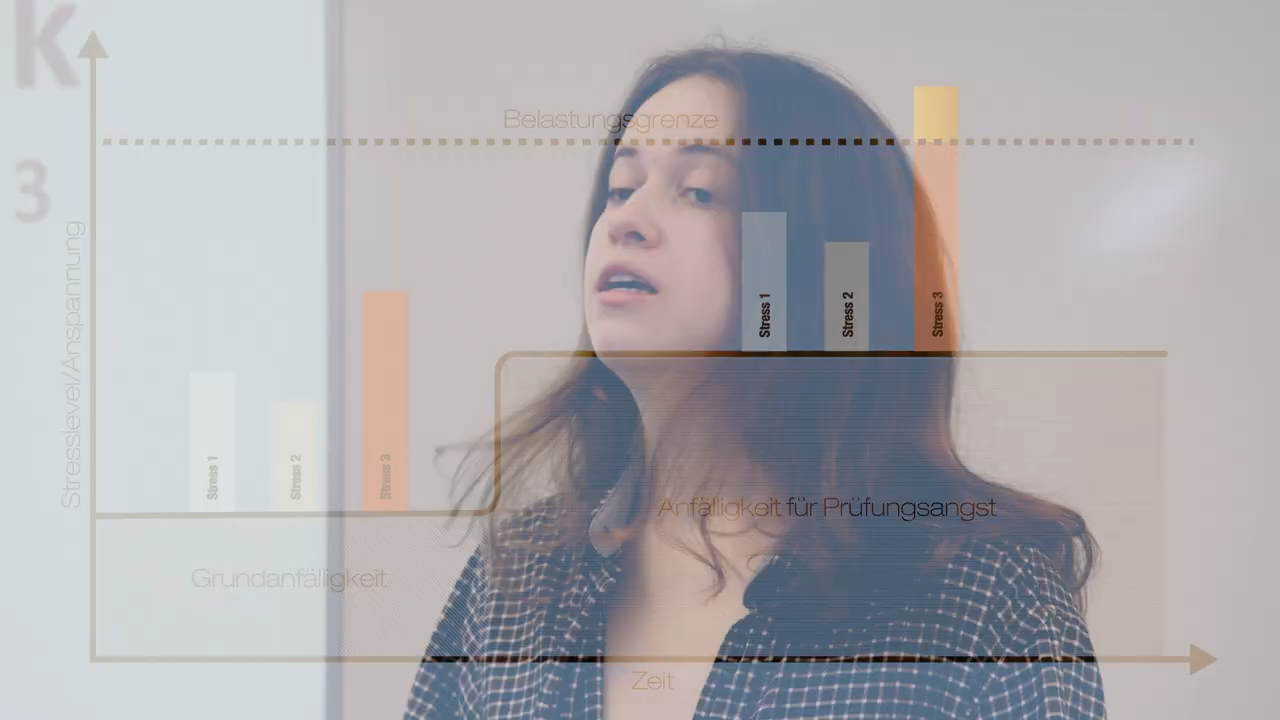 k
3
Belastungsgrenze
Stresslevel/Anspannung
Stress 1
Stress 2
Stress 3
Stress 1
Stress 2
Stress 3
Anfälligkeit für Prüfungsangst
Grundanfälligkeit
Zeit